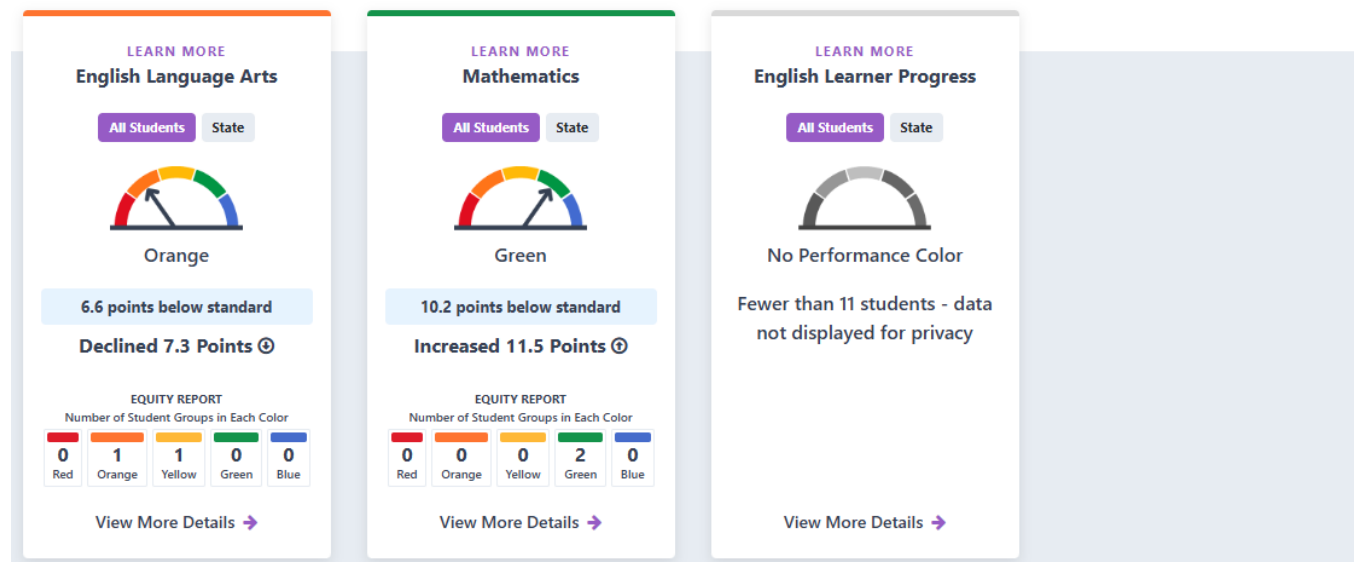 LEARN MORE
English Language Arts
All Students State
Orange
6.6 points below standard
Declined 7.3 Points
EQUITY REPORT
Number of Student Groups in Each Color
0 1 1 0 0
Red Orange Yellow Green Blue
View More Details
LEARN MORE
Mathematics
All Students State
Green
10.2 points below standard
Increased 11.5 Points
EQUITY REPORT
Number of Student Groups in Each Color
0 0 0 2 0
Red Orange Yellow Green Blue
View More Details
LEARN MORE
English Learner Progress
All Students State
No Performance Color
Fewer than 11 students - data
not displayed for privacy
View More Details